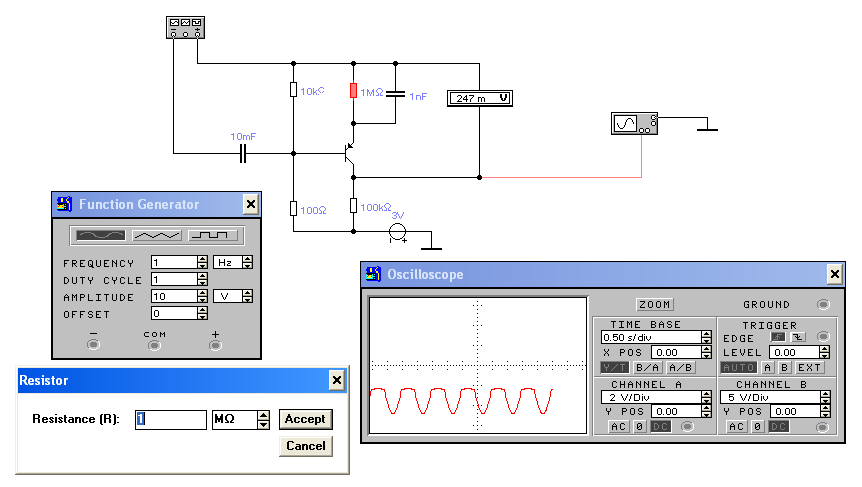 10kΩ
1MΩ
1nF
247 m V
10mF
100Ω
100kΩ
3V
- +
Function Generator
FREQUENCY 1 Hz
DUTY CYCLE 1
AMPLITUDE 10 V
OFFSET 0
- COM +
Oscilloscope
ZOOM
GROUND
TIME BASE
0.50 s/div
X POS 0.00
Y/T B/A A/B
TRIGGER
EDGE
LEVEL 0.00
AUTO A B EXT
CHANNEL A
2 V/Div
Y POS 0.00
AC 0 DC
CHANNEL B
5 V/Div
Y POS 0.00
AC 0 DC
Resistor
Resistance (R): 1 MΩ Accept
Cancel